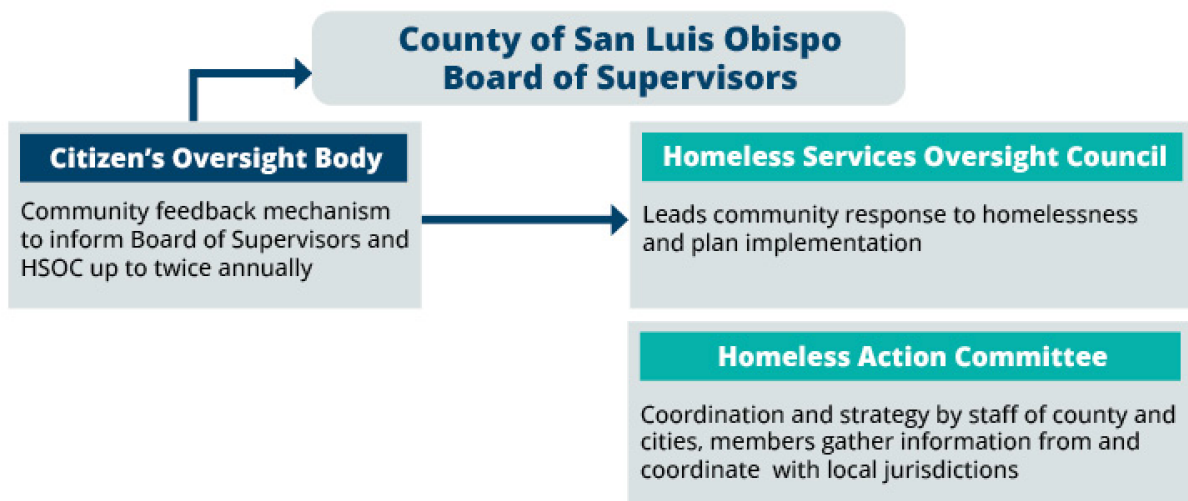 County of San Luis Obispo
Board of Supervisors
Citizen’s Oversight Body
Community feedback mechanism
to inform Board of Supervisors and
HSOC up to twice annually
Homeless Services Oversight Council
Leads community response to homelessness
and plan implementation
Homeless Action Committee
Coordination and strategy by staff of county and
cities, members gather information from and
coordinate  with local jurisdictions